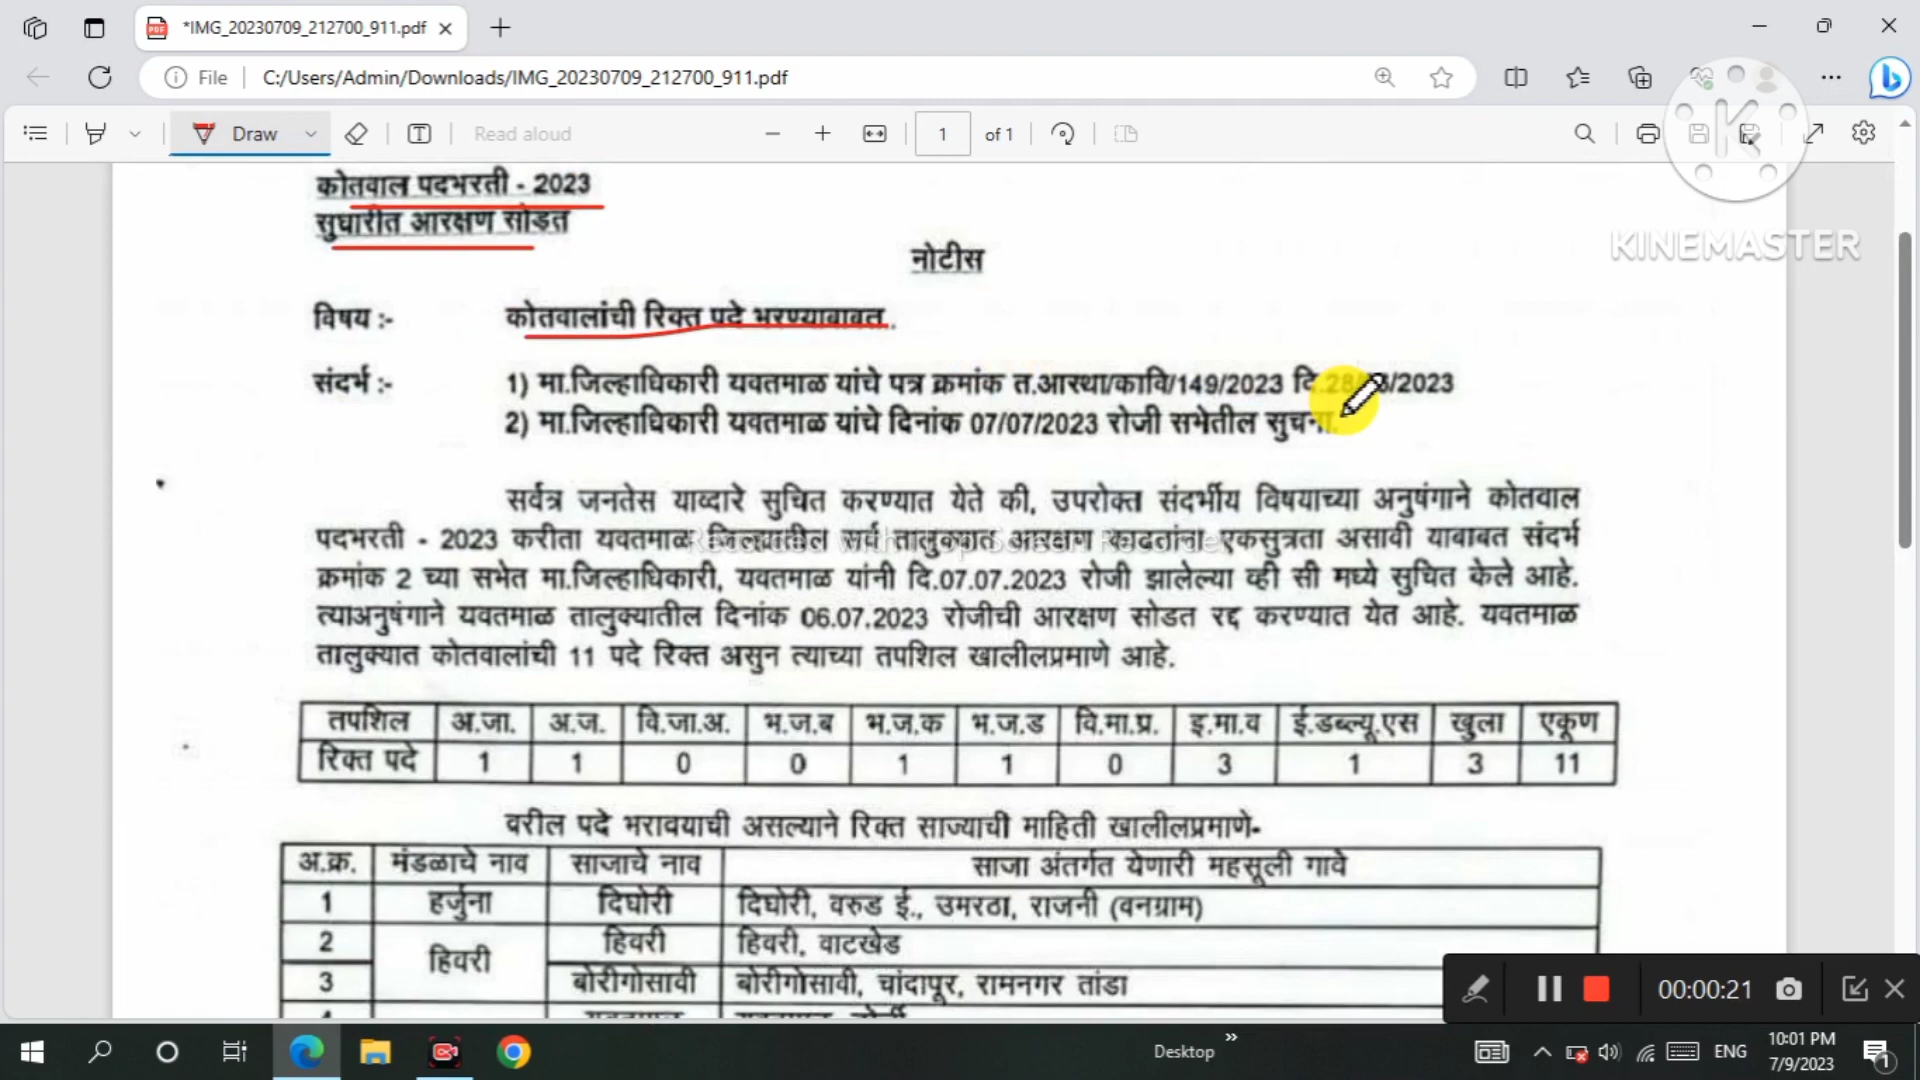 *IMG_20230709_212700_911.pdf
File
C:/Users/Admin/Downloads/IMG_20230709_212700_911.pdf
Draw
Read aloud
1 of 1
KINEMASTER
कोतवाल पदभरती - 2023
सुधारीत आरक्षण सोडत
नोटीस
विषय :- कोतवालांची रिक्त पदे भरण्याबाबत.
संदर्भ :- 1) मा.जिल्हाधिकारी यवतमाळ यांचे पत्र क्रमांक त.आस्था/कावि/149/2023 दि.28/ /2023
2) मा.जिल्हाधिकारी यवतमाळ यांचे दिनांक 07/07/2023 रोजी सभेतील सुचना.
सर्वत्र जनतेस याव्दारे सुचित करण्यात येते की, उपरोक्त संदर्भीय विषयाच्या अनुषंगाने कोतवाल
पदभरती - 2023 करीता यवतमाळ जिल्ह्यातील सर्व तालुक्यात आरक्षण काढतांना एकसुत्रता असावी याबाबत संदर्भ
क्रमांक 2 च्या सभेत मा.जिल्हाधिकारी, यवतमाळ यांनी दि.07.07.2023 रोजी झालेल्या व्ही सी मध्ये सुचित केले आहे.
त्याअनुषंगाने यवतमाळ तालुक्यातील दिनांक 06.07.2023 रोजीची आरक्षण सोडत रद्द करण्यात येत आहे. यवतमाळ
तालुक्यात कोतवालांची 11 पदे रिक्त असुन त्याच्या तपशिल खालीलप्रमाणे आहे.
तपशिल अ.जा. अ.ज. वि.जा.अ. भ.ज.ब भ.ज.क भ.ज.ड वि.मा.प्र. इ.मा.व ई.डब्ल्यू.एस खुला एकूण
रिक्त पदे 1 1 0 0 1 1 0 3 1 3 11
वरील पदे भरावयाची असल्याने रिक्त साज्याची माहिती खालीलप्रमाणे-
अ.क्र. मंडळाचे नाव साजाचे नाव साजा अंतर्गत येणारी महसूली गावे
1 हर्जुना दिघोरी दिघोरी, वरुड ई., उमरठा, राजनी (वनग्राम)
2 हिवरी हिवरी हिवरी, वाटखेड
3 बोरीगोसावी बोरीगोसावी, चांदापूर, रामनगर तांडा
00:00:21
Desktop
ENG
10:01 PM
7/9/2023
1